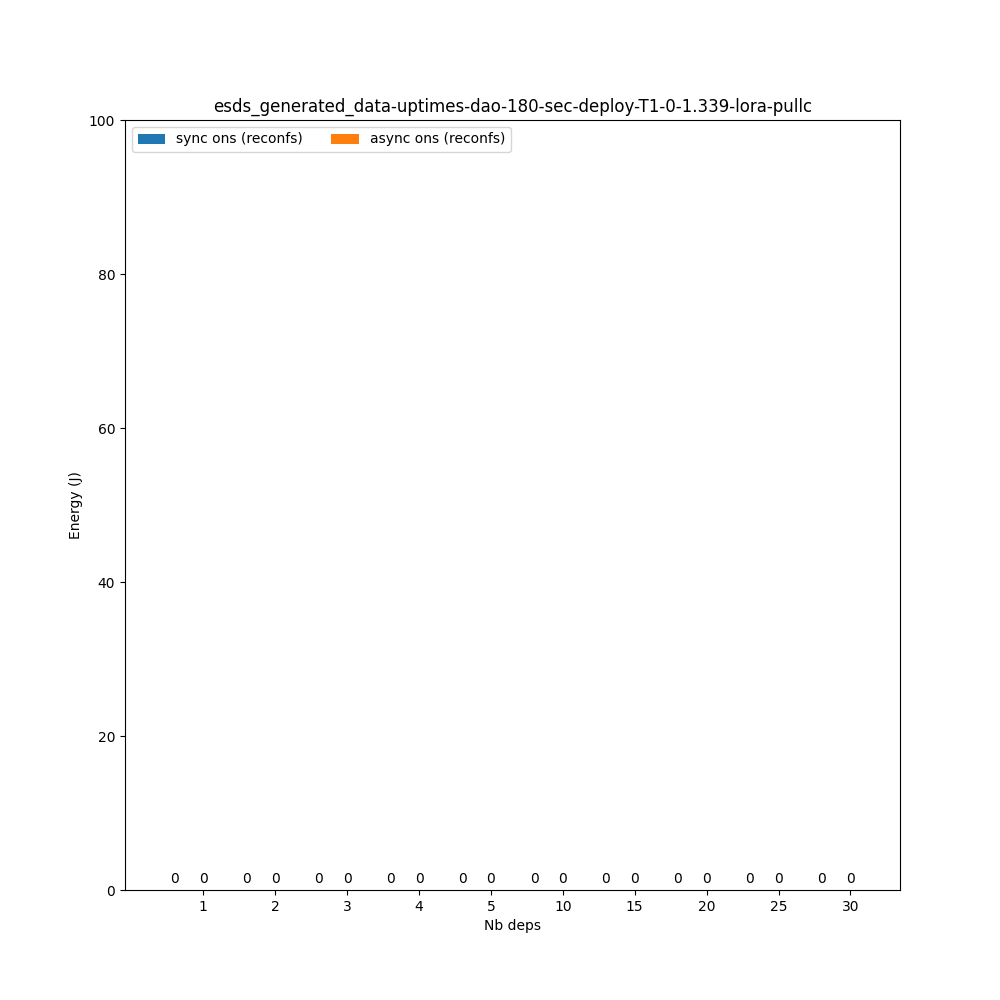 esds_generated_data-uptimes-dao-180-sec-deploy-T1-0-1.339-lora-pullc
100
sync ons (reconfs) async ons (reconfs)
80
60
Energy (J)
40
20
0 0 0 0 0 0 0 0 0 0 0 0 0 0 0 0 0 0 0 0
0
1 2 3 4 5 10 15 20 25 30
Nb deps